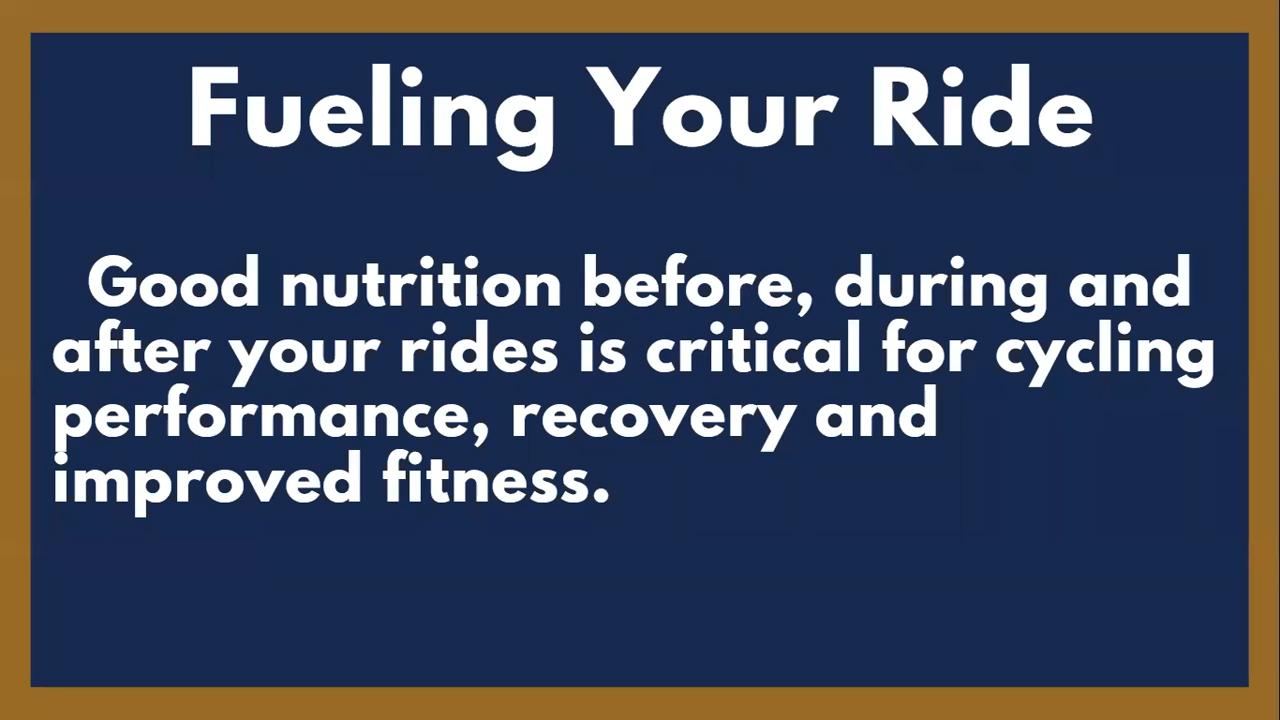 Fueling Your Ride
Good nutrition before, during and
after your rides is critical for cycling
performance, recovery and
improved fitness.